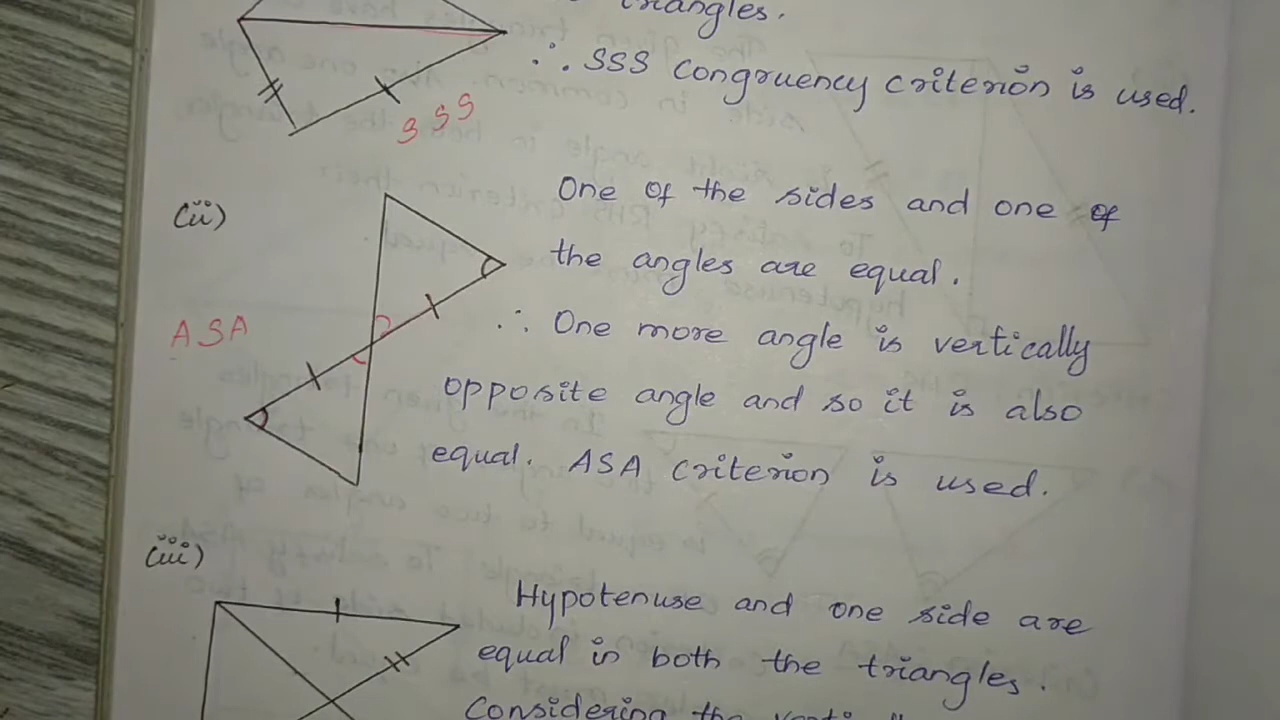 triangles.
∴ SSS congruency criterion is used.
SSS
(ii)
One of the sides and one of
the angles are equal.
ASA
∴ One more angle is vertically
opposite angle and so it is also
equal. ASA criterion is used.
(iii)
Hypotenuse and one side are
equal in both the triangles.
Considering the